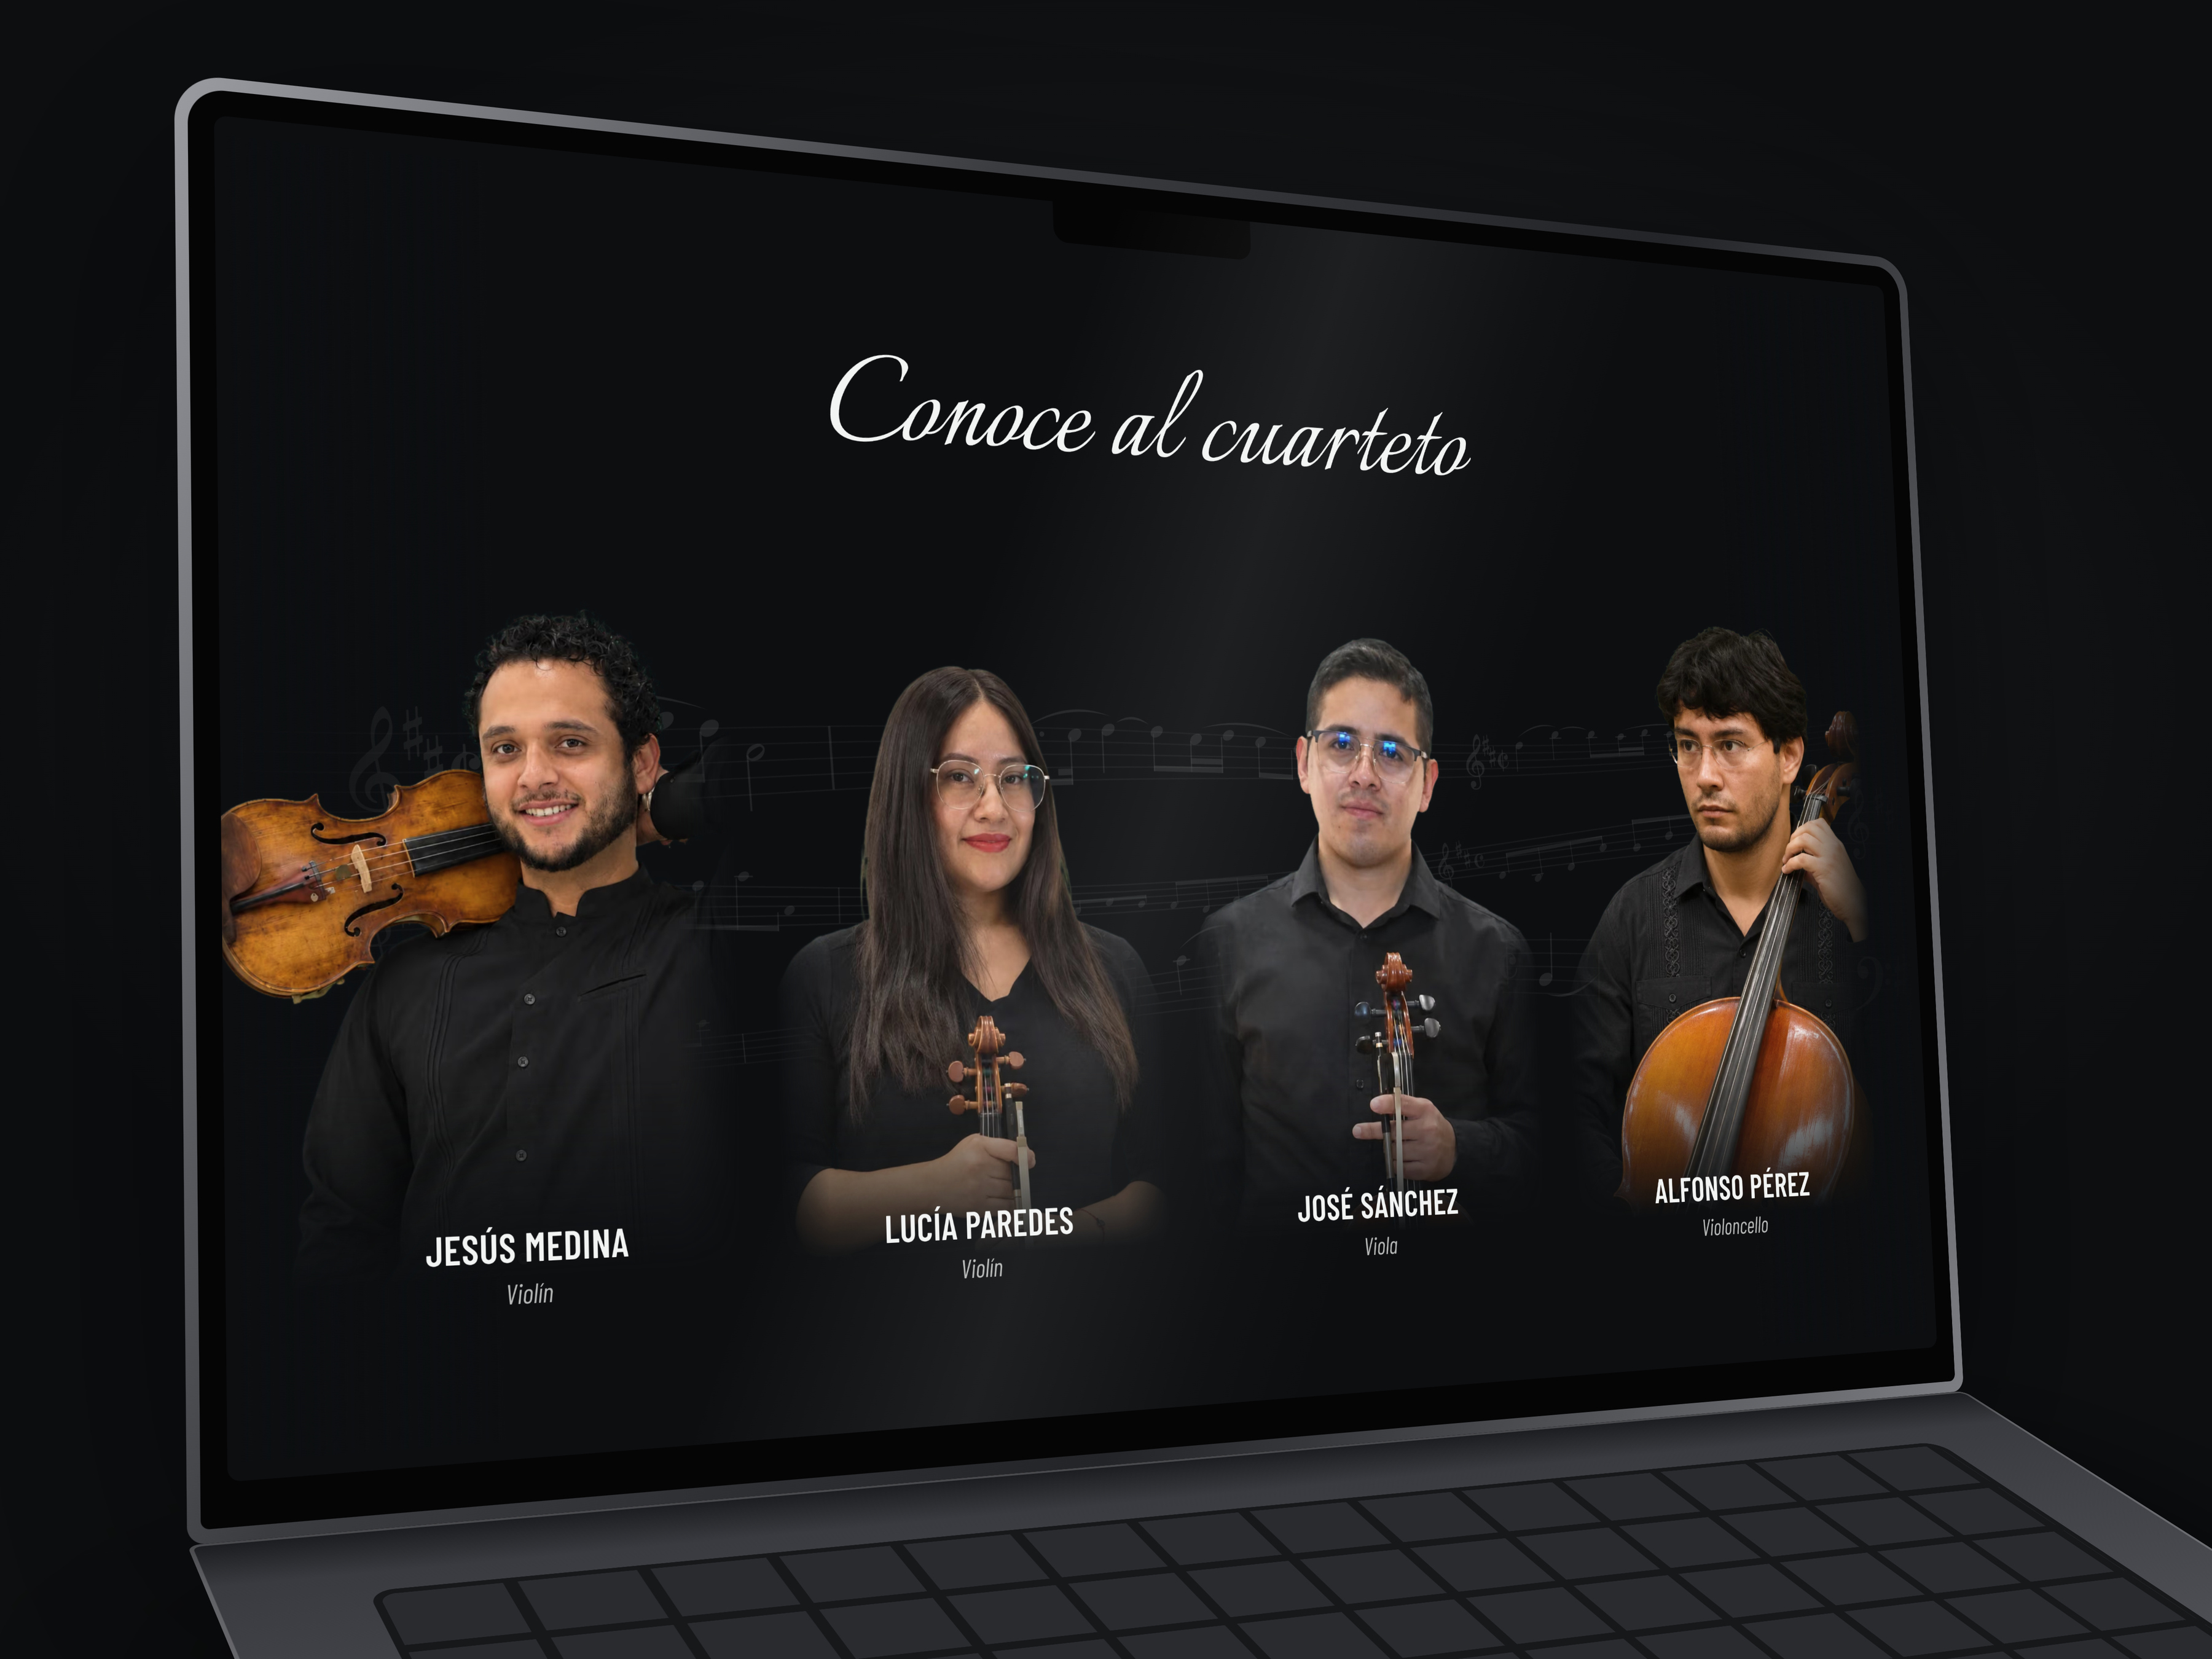 Conoce al cuarteto
JESÚS MEDINA
Violín
LUCÍA PAREDES
Violín
JOSÉ SÁNCHEZ
Viola
ALFONSO PÉREZ
Violoncello